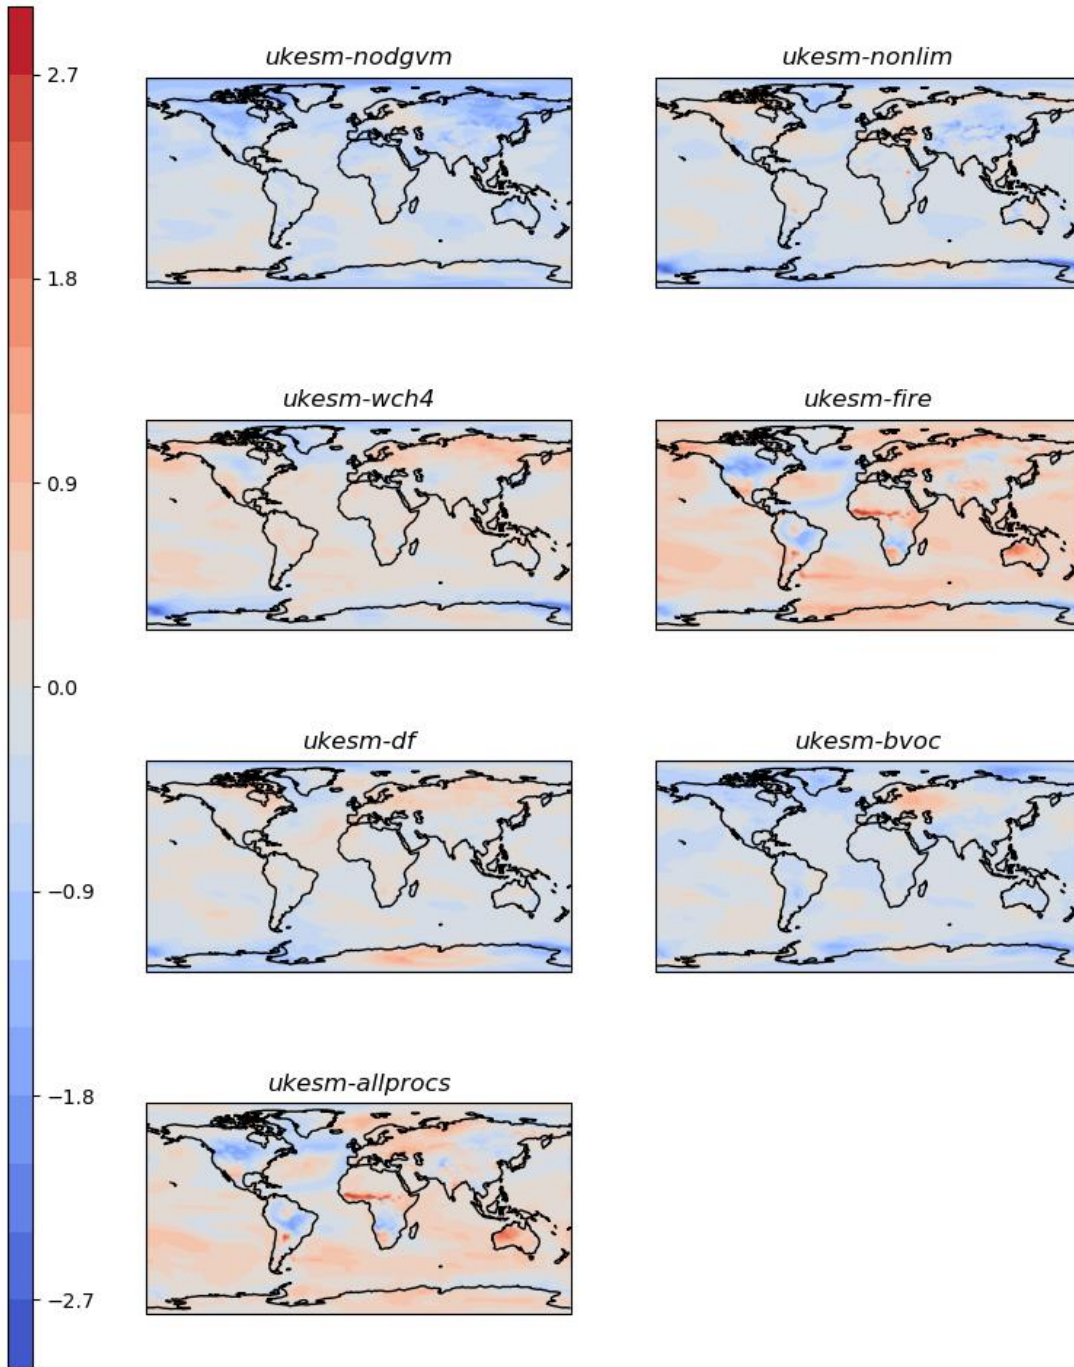 2.7
1.8
0.9
0.0
−0.9
−1.8
−2.7
ukesm-nodgvm
ukesm-nonlim
ukesm-wch4
ukesm-fire
ukesm-df
ukesm-bvoc
ukesm-allprocs